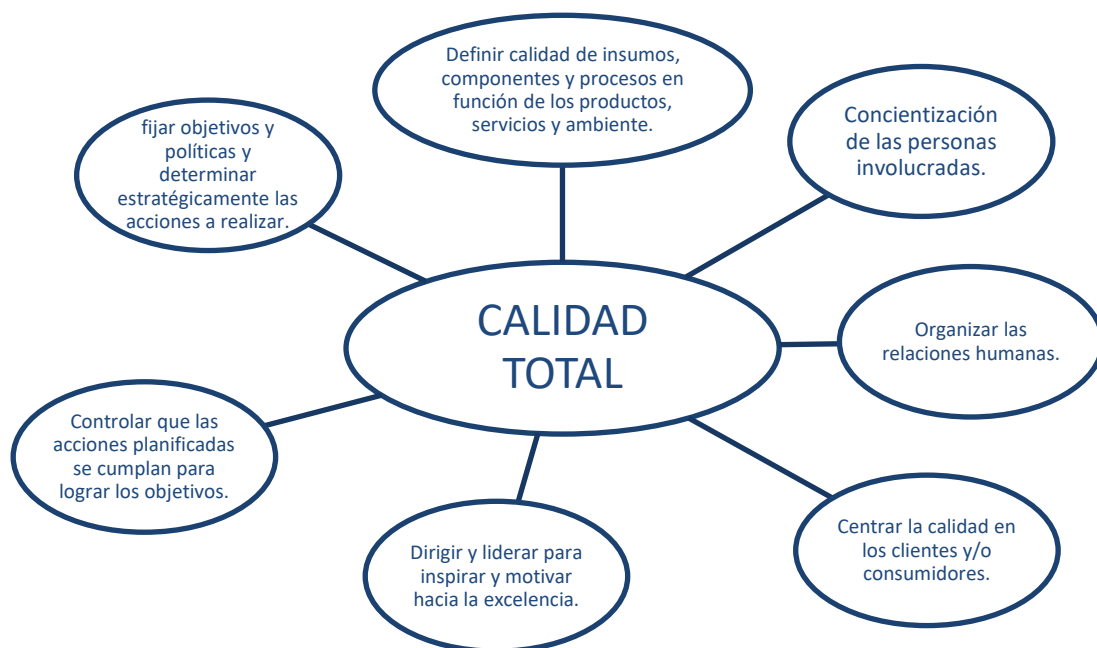 Definir calidad de insumos,
componentes y procesos en
función de los productos,
servicios y ambiente.
Concientización
de las personas
involucradas.
fijar objetivos y
políticas y
determinar
estratégicamente las
acciones a realizar.
CALIDAD
TOTAL
Organizar las
relaciones humanas.
Controlar que las
acciones planificadas
se cumplan para
lograr los objetivos.
Centrar la calidad en
los clientes y/o
consumidores.
Dirigir y liderar para
inspirar y motivar
hacia la excelencia.